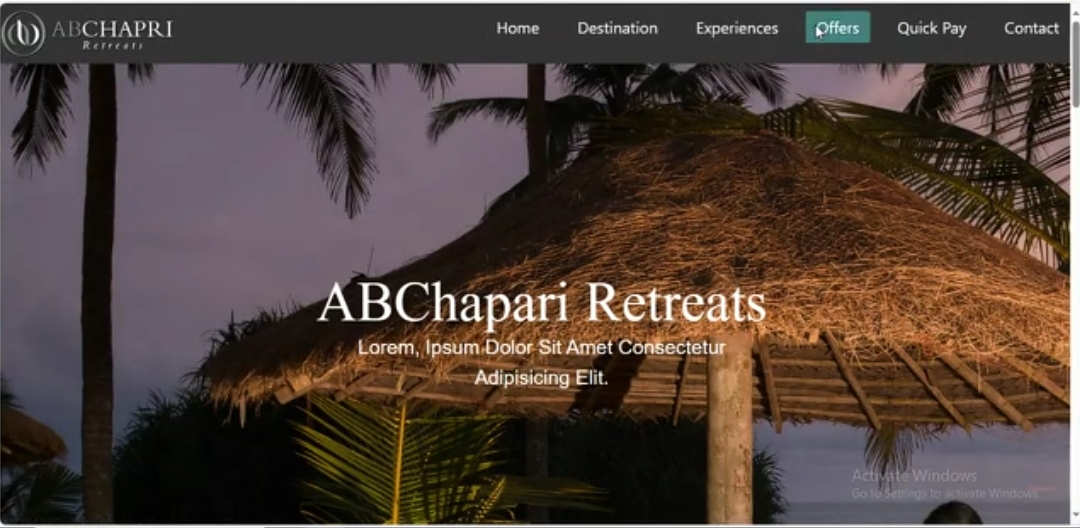 ABCHAPRI
Retreats
Home Destination Experiences Offers Quick Pay Contact
ABChapari Retreats
Lorem, Ipsum Dolor Sit Amet Consectetur
Adipisicing Elit.
Activate Windows
Go to Settings to activate Windows.